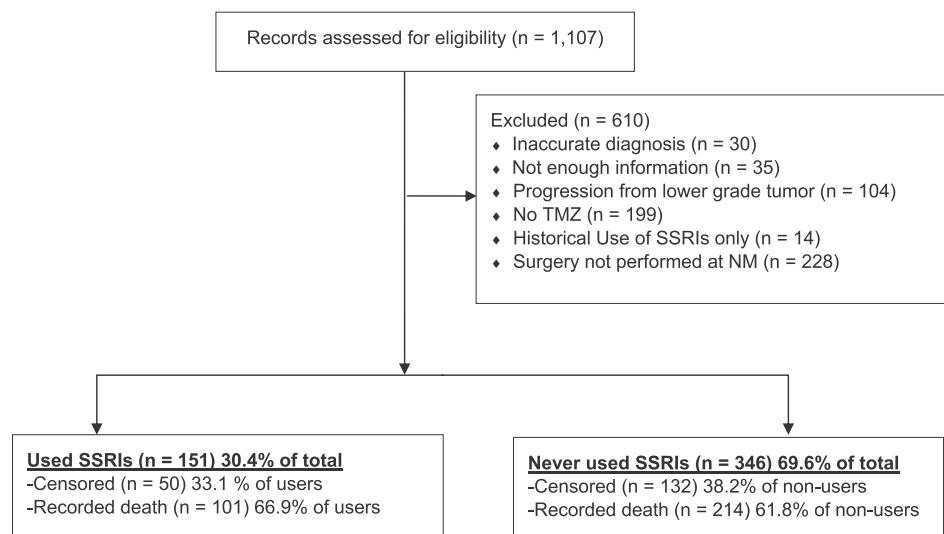 Records assessed for eligibility (n = 1,107)
Excluded (n = 610)
♦ Inaccurate diagnosis (n = 30)
♦ Not enough information (n = 35)
♦ Progression from lower grade tumor (n = 104)
♦ No TMZ (n = 199)
♦ Historical Use of SSRIs only (n = 14)
♦ Surgery not performed at NM (n = 228)
Used SSRIs (n = 151) 30.4% of total
-Censored (n = 50) 33.1 % of users
-Recorded death (n = 101) 66.9% of users
Never used SSRIs (n = 346) 69.6% of total
-Censored (n = 132) 38.2% of non-users
-Recorded death (n = 214) 61.8% of non-users